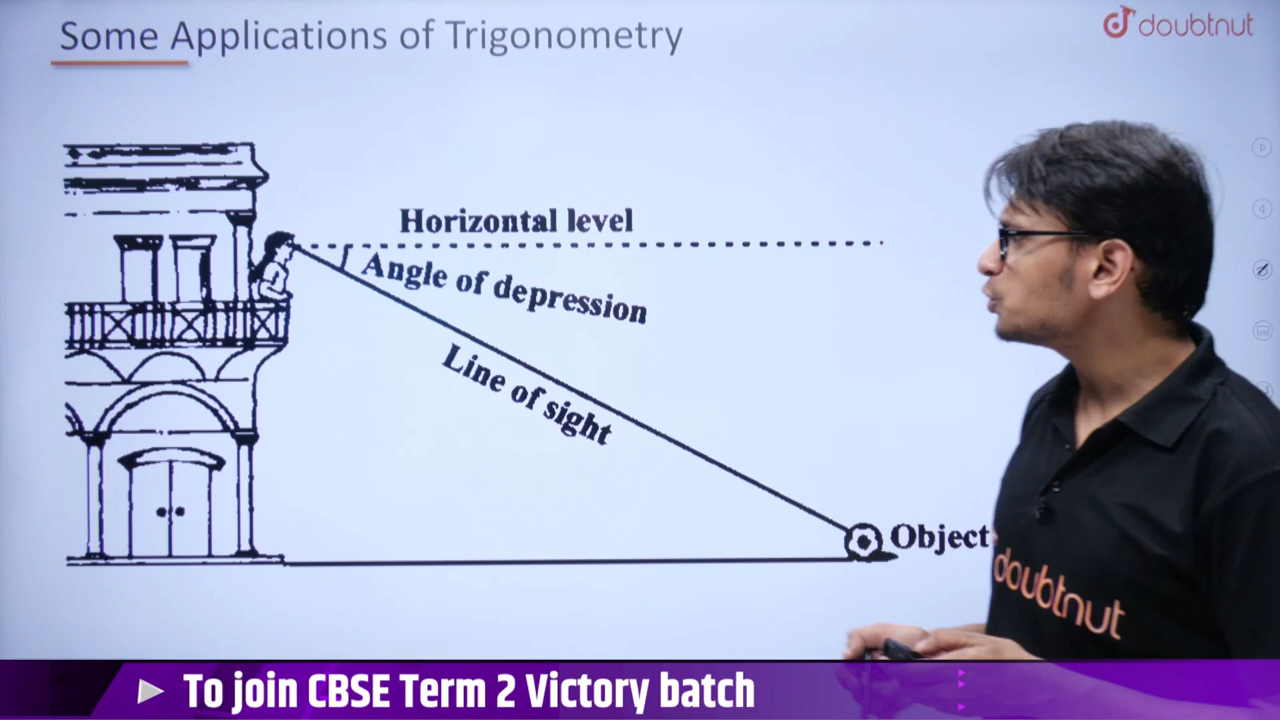 Some Applications of Trigonometry
doubtnut
Horizontal level
Angle of depression
Line of sight
Object
doubtnut
To join CBSE Term 2 Victory batch